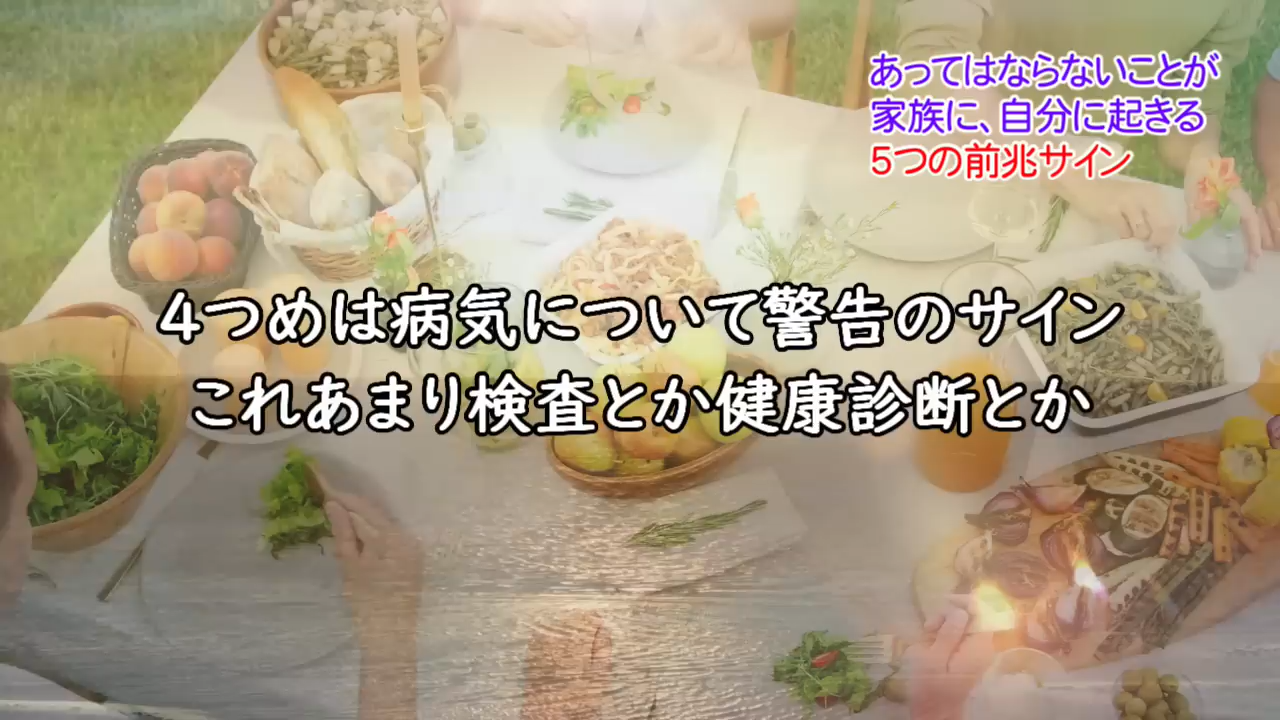 あってはならないことが
家族に、自分に起きる
５つの前兆サイン
４つめは病気について警告のサイン
これあまり検査とか健康診断とか